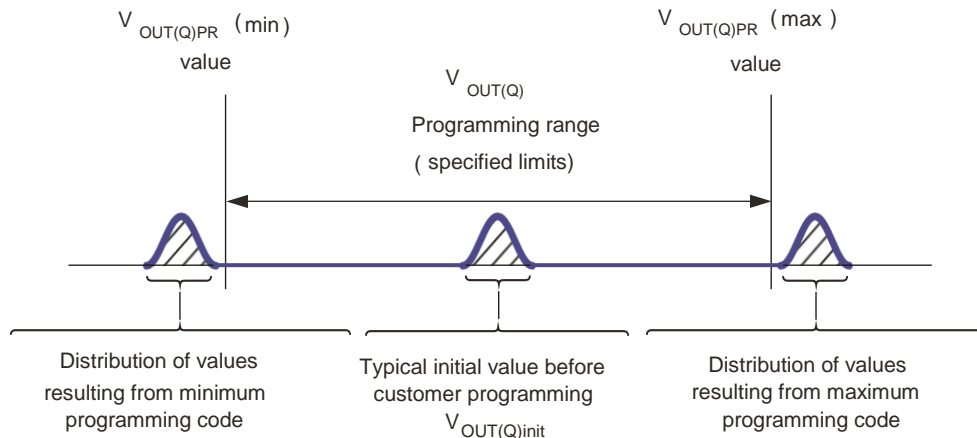 V OUT(Q)PR (min)
value
V OUT(Q)PR (max)
value
V OUT(Q)
Programming range
( specified limits)
Distribution of values
resulting from minimum
programming code
Typical initial value before
customer programming
V OUT(Q)init
Distribution of values
resulting from maximum
programming code